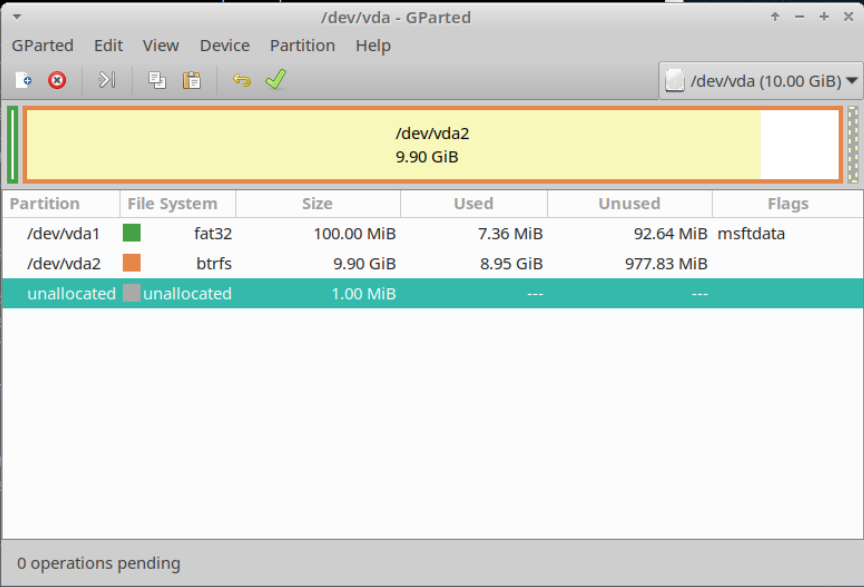 /dev/vda - GParted
GParted Edit View Device Partition Help
/dev/vda (10.00 GiB)
/dev/vda2
9.90 GiB
Partition File System Size Used Unused Flags
/dev/vda1 fat32 100.00 MiB 7.36 MiB 92.64 MiB msftdata
/dev/vda2 btrfs 9.90 GiB 8.95 GiB 977.83 MiB
unallocated unallocated 1.00 MiB --- ---
0 operations pending